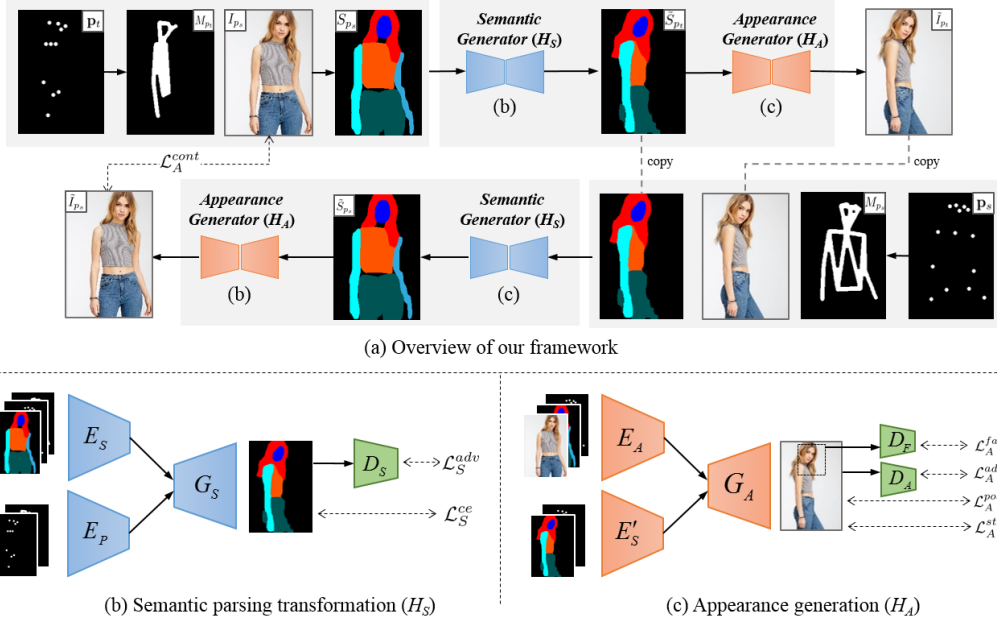 p_t
M_{p_t}
I_{p_s}
S_{p_s}
Semantic
Generator (H_S)
(b)
S̃_{p_t}
Appearance
Generator (H_A)
(c)
Ĩ_{p_t}
L_A^{cont}
copy
copy
Ĩ_{p_s}
Appearance
Generator (H_A)
(b)
S̃_{p_s}
Semantic
Generator (H_S)
(c)
M_{p_s}
p_s
(a) Overview of our framework
E_S
E_P
G_S
D_S
L_S^{adv}
L_S^{ce}
(b) Semantic parsing transformation (H_S)
E_A
E'_S
G_A
D_F
D_A
L_A^{fa
L_A^{ad
L_A^{po
L_A^{st
(c) Appearance generation (H_A)